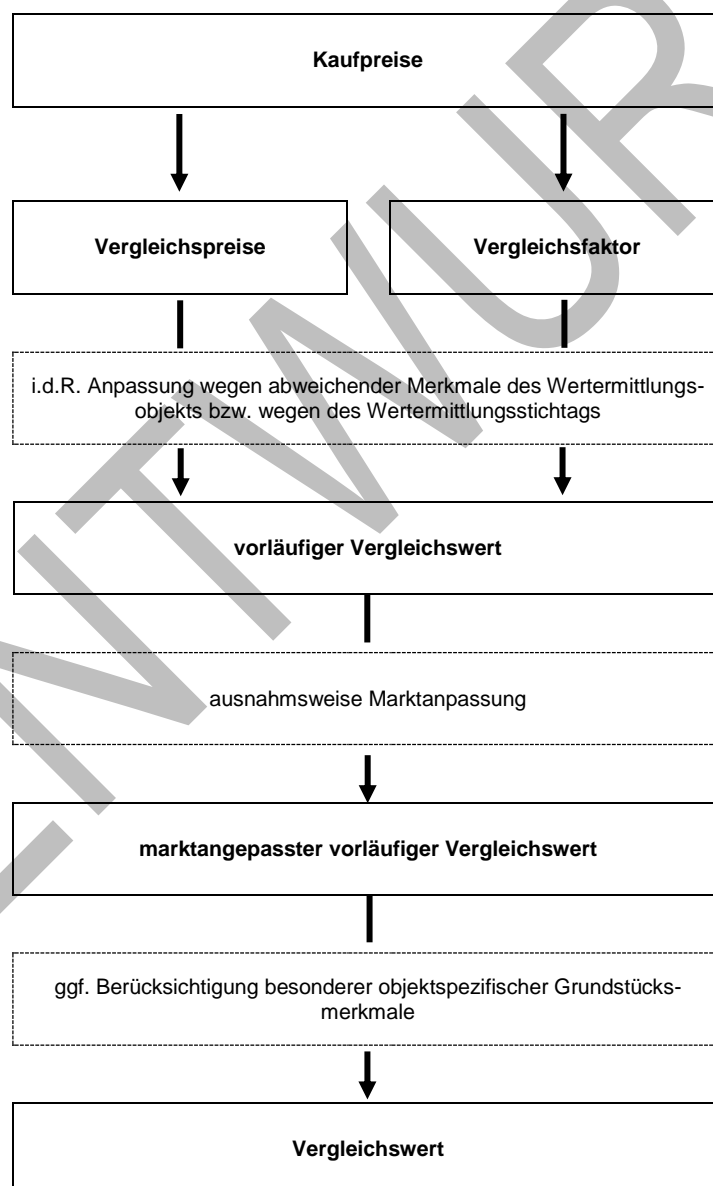 Kaufpreise
Vergleichspreise
Vergleichsfaktor
i.d.R. Anpassung wegen abweichender Merkmale des Wertermittlungs-
objekts bzw. wegen des Wertermittlungsstichtags
vorläufiger Vergleichswert
ausnahmsweise Marktanpassung
marktangepasster vorläufiger Vergleichswert
ggf. Berücksichtigung besonderer objektspezifischer Grundstücks-
merkmale
Vergleichswert
ENTWUR